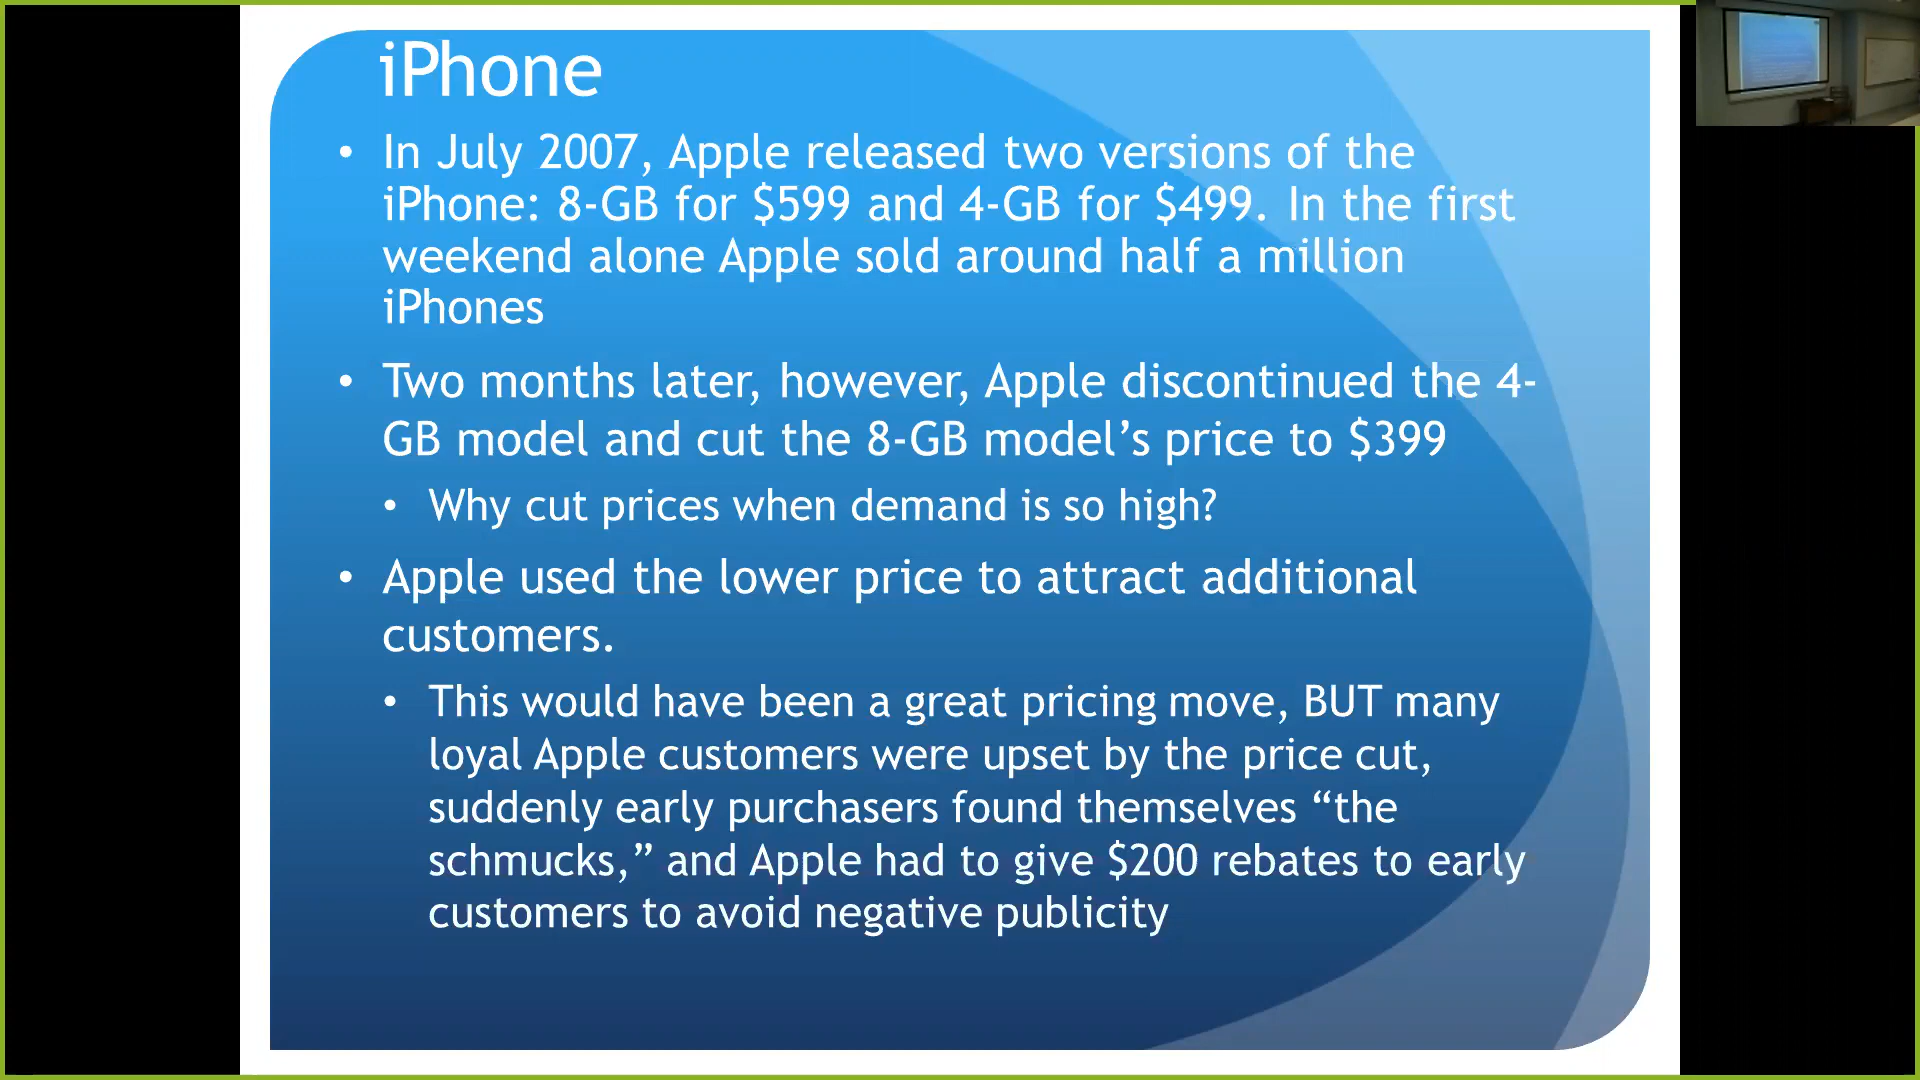 iPhone
• In July 2007, Apple released two versions of the
iPhone: 8-GB for $599 and 4-GB for $499. In the first
weekend alone Apple sold around half a million
iPhones
• Two months later, however, Apple discontinued the 4-
GB model and cut the 8-GB model’s price to $399
• Why cut prices when demand is so high?
• Apple used the lower price to attract additional
customers.
• This would have been a great pricing move, BUT many
loyal Apple customers were upset by the price cut,
suddenly early purchasers found themselves “the
schmucks,” and Apple had to give $200 rebates to early
customers to avoid negative publicity